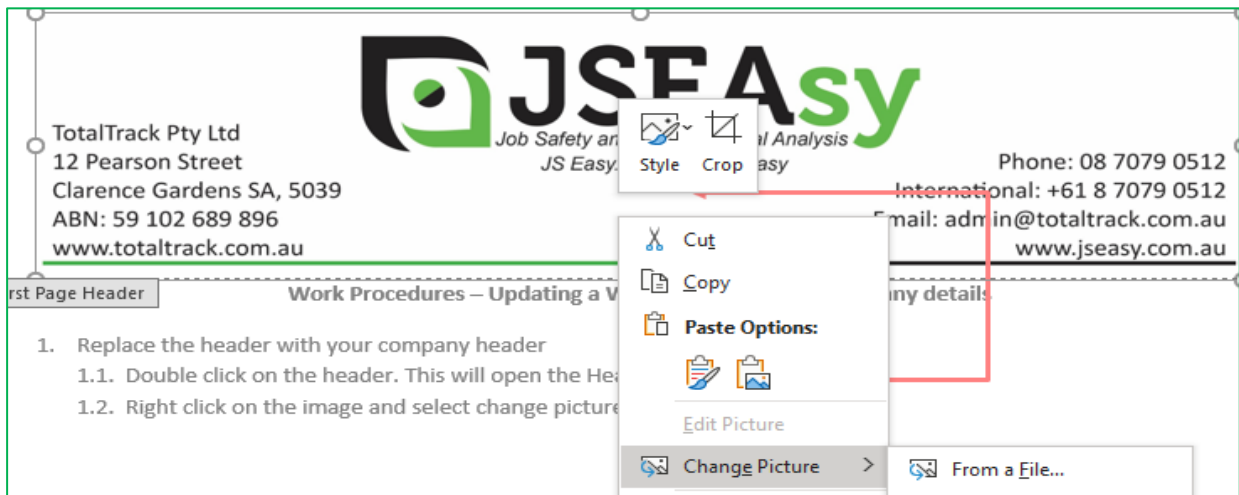 JSEAsy
Job Safety an al Analysis
JS Easy. asy
TotalTrack Pty Ltd
12 Pearson Street
Clarence Gardens SA, 5039
ABN: 59 102 689 896
www.totaltrack.com.au
Phone: 08 7079 0512
International: +61 8 7079 0512
Email: admin@totaltrack.com.au
www.jseasy.com.au
Style Crop
rst Page Header
Work Procedures – Updating a ny details
1. Replace the header with your company header
1.1. Double click on the header. This will open the Hea
1.2. Right click on the image and select change picture
Cut
Copy
Paste Options:
Edit Picture
Change Picture >
From a File...